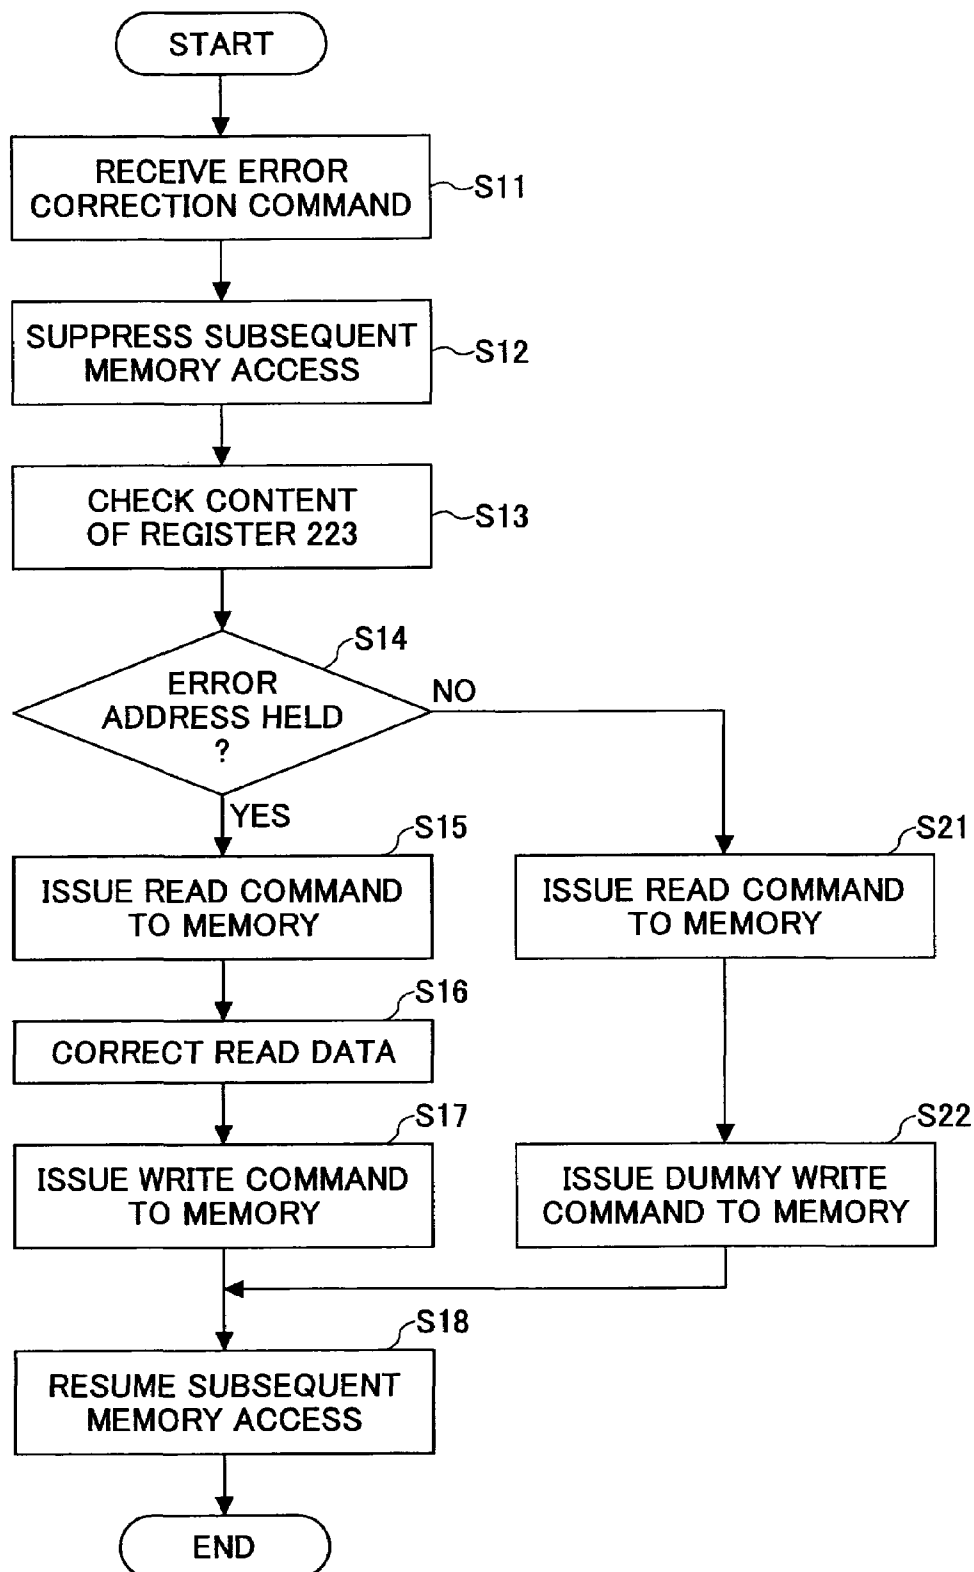 START
RECEIVE ERROR
CORRECTION COMMAND
S11
SUPPRESS SUBSEQUENT
MEMORY ACCESS
S12
CHECK CONTENT
OF REGISTER 223
S13
S14
ERROR
ADDRESS HELD
?
NO
YES
S15
ISSUE READ COMMAND
TO MEMORY
S21
ISSUE READ COMMAND
TO MEMORY
S16
CORRECT READ DATA
S17
ISSUE WRITE COMMAND
TO MEMORY
S22
ISSUE DUMMY WRITE
COMMAND TO MEMORY
S18
RESUME SUBSEQUENT
MEMORY ACCESS
END